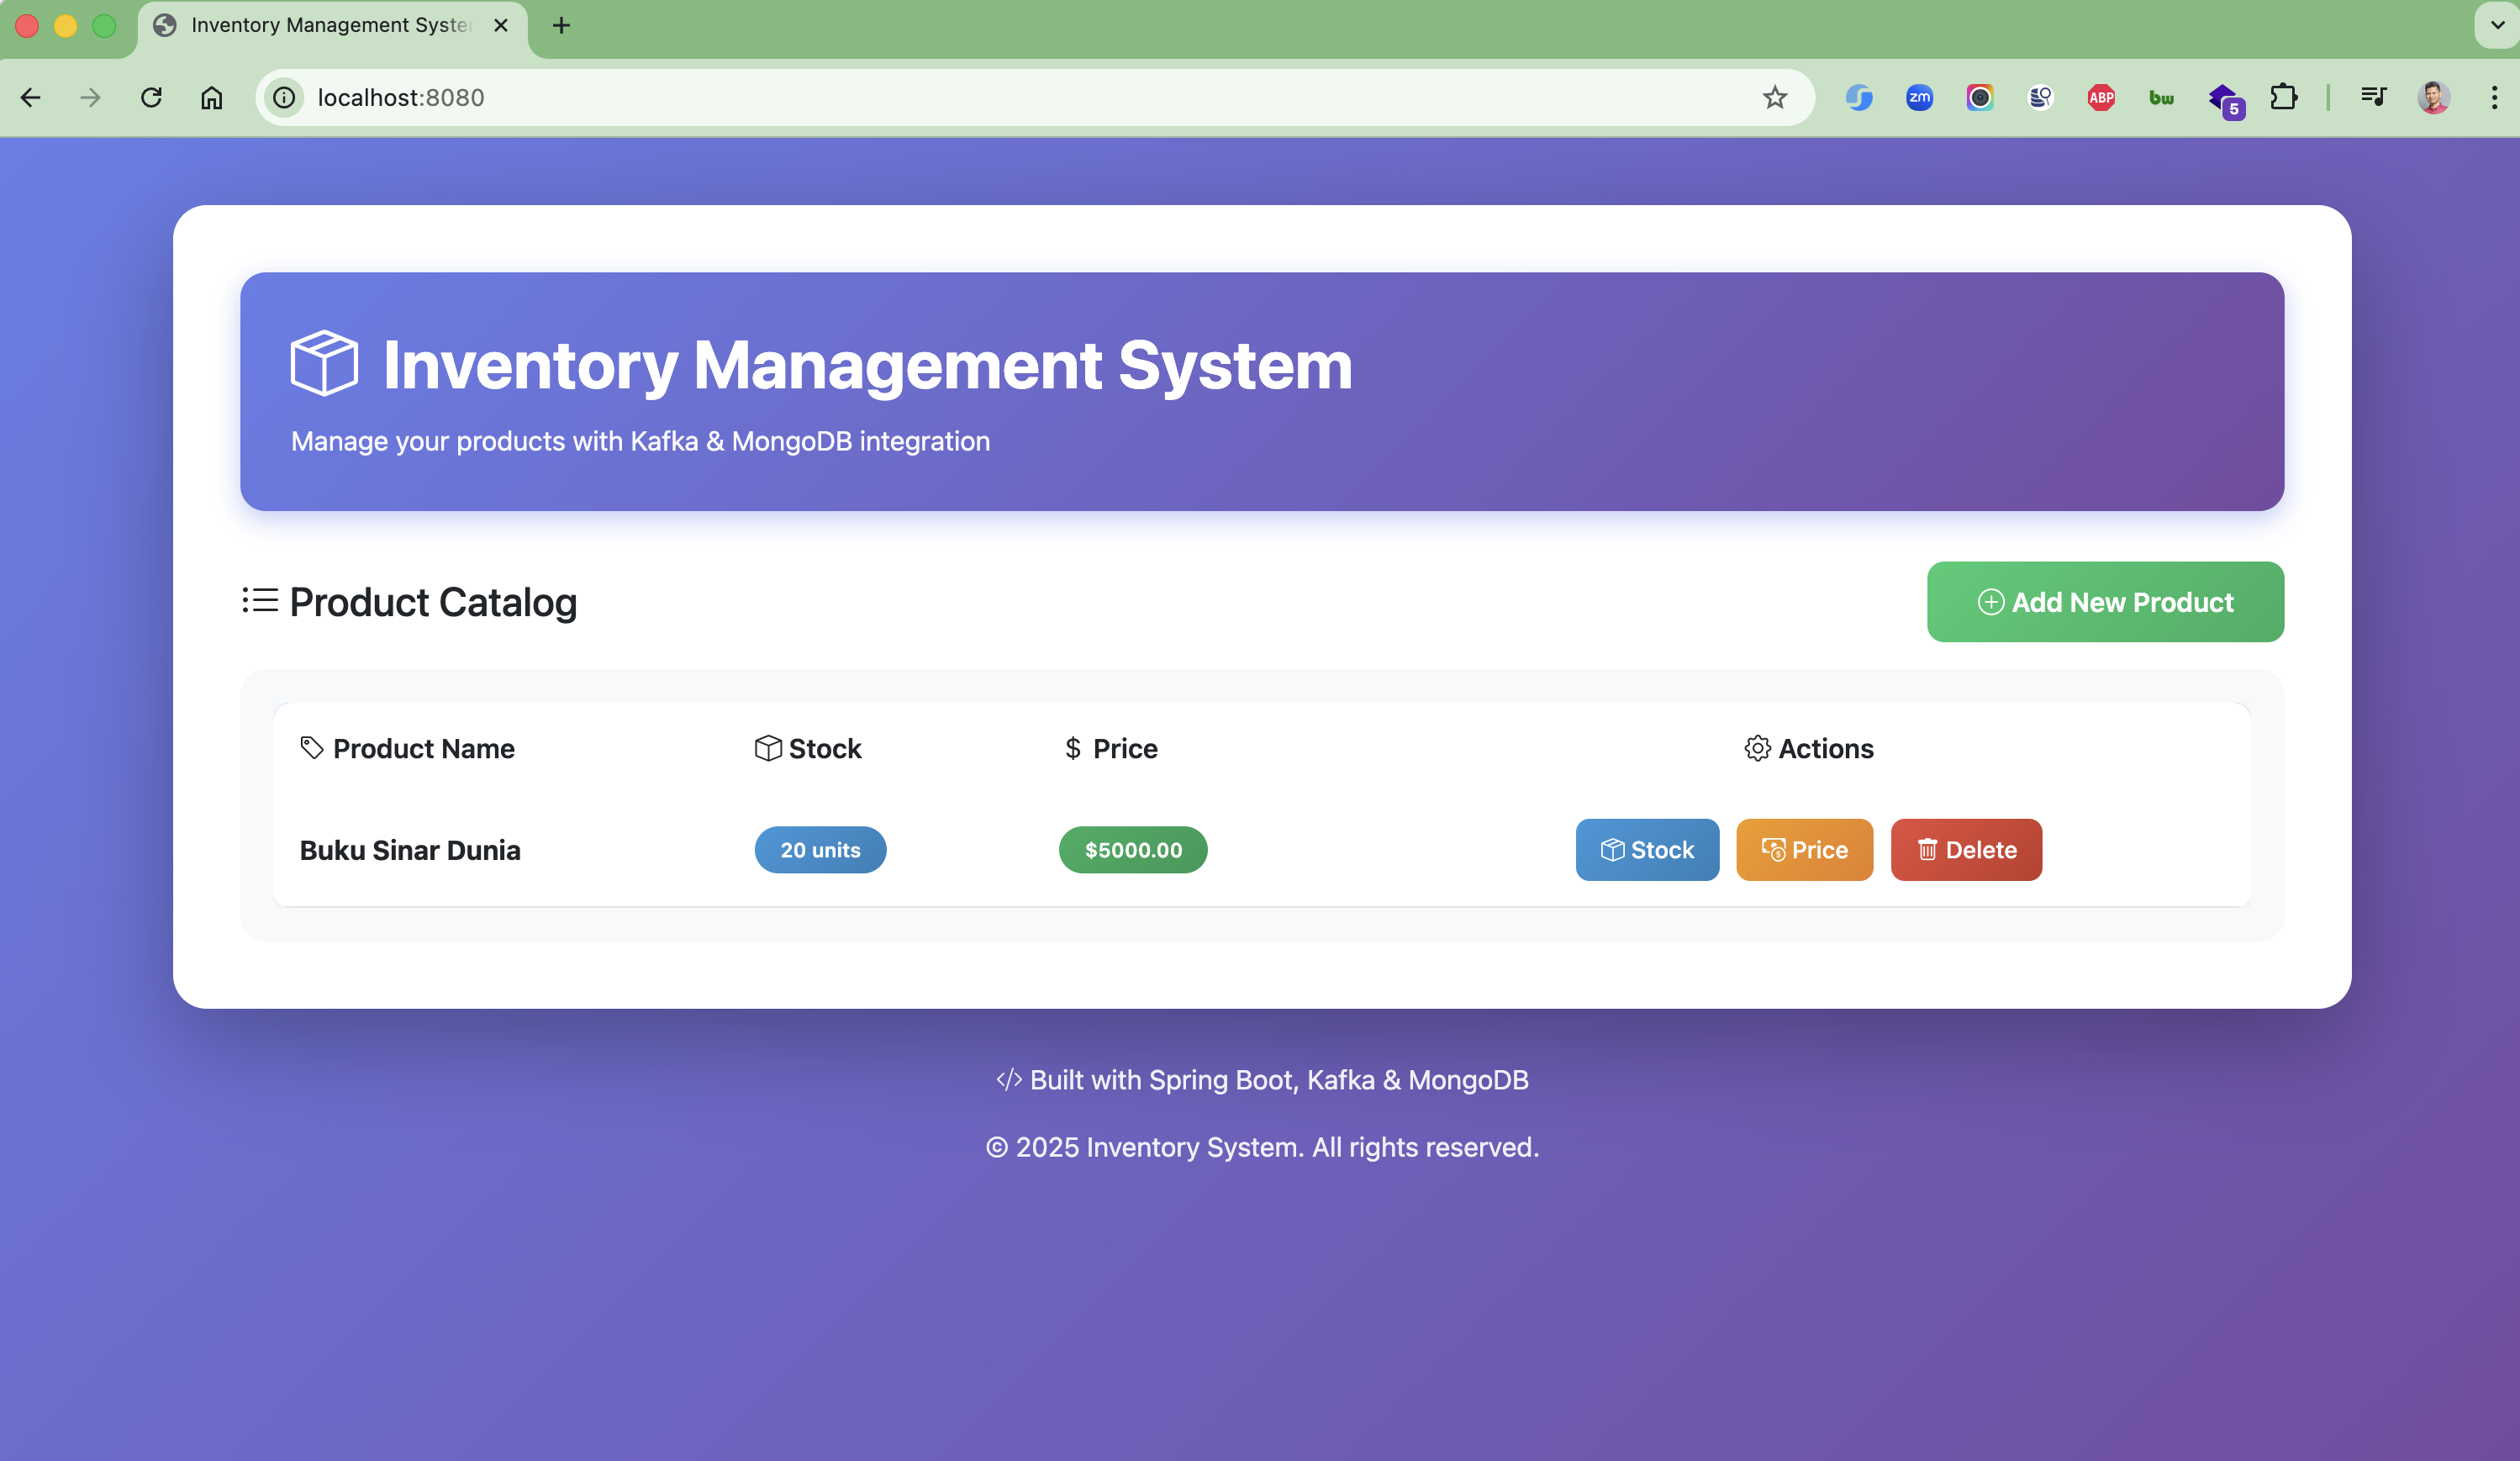 Inventory Management Syste
localhost:8080
zm
ABP
bw
5
Inventory Management System
Manage your products with Kafka & MongoDB integration
Product Catalog
Add New Product
Product Name Stock $ Price Actions
Buku Sinar Dunia 20 units $5000.00 Stock Price Delete
</> Built with Spring Boot, Kafka & MongoDB
© 2025 Inventory System. All rights reserved.